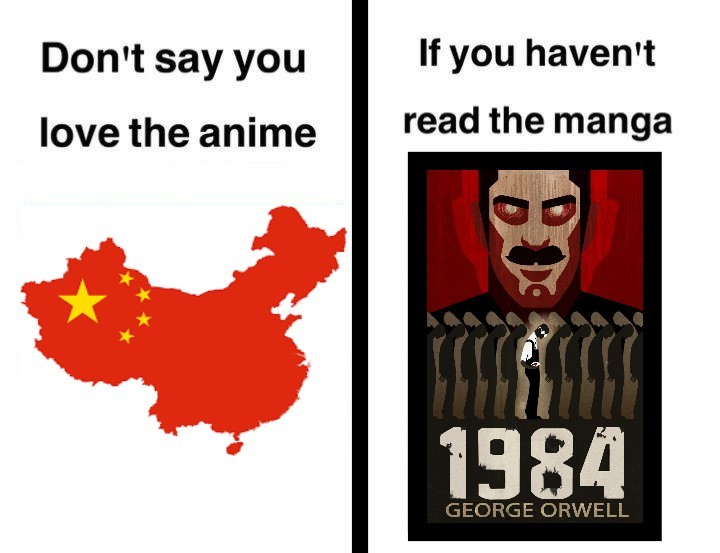 Don't say you
love the anime
If you haven't
read the manga
1984
GEORGE ORWELL